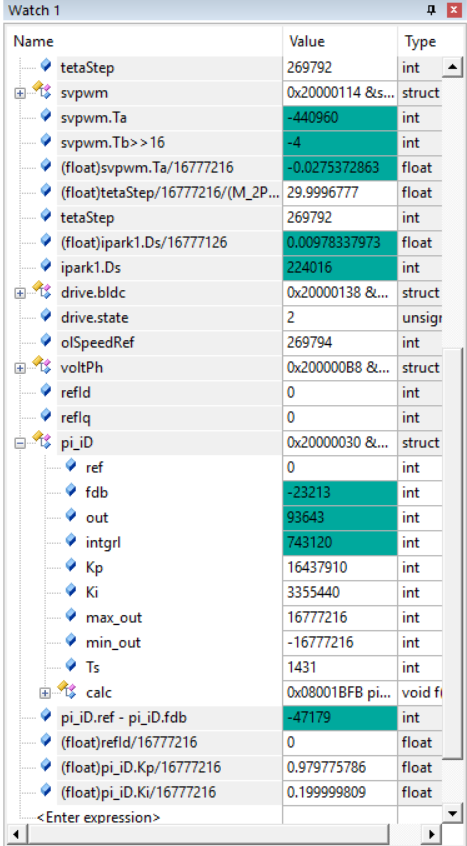 Watch 1
Name Value Type
tetaStep 269792 int
svpwm 0x20000114 &s... struct
svpwm.Ta -440960 int
svpwm.Tb>>16 -4 int
(float)svpwm.Ta/16777216 -0.0275372863 float
(float)tetaStep/16777216/(M_2P... 29.9996777 float
tetaStep 269792 int
(float)ipark1.Ds/16777126 0.00978337973 float
ipark1.Ds 224016 int
drive.bldc 0x20000138 &... struct
drive.state 2 unsigr
olSpeedRef 269794 int
voltPh 0x200000B8 &... struct
refId 0 int
refIq 0 int
pi_iD 0x20000030 &... struct
ref 0 int
fdb -23213 int
out 93643 int
intgrl 743120 int
Kp 16437910 int
Ki 3355440 int
max_out 16777216 int
min_out -16777216 int
Ts 1431 int
calc 0x08001BFB pi... void f(
pi_iD.ref - pi_iD.fdb -47179 int
(float)refId/16777216 0 float
(float)pi_iD.Kp/16777216 0.979775786 float
(float)pi_iD.Ki/16777216 0.199999809 float
<Enter expression>